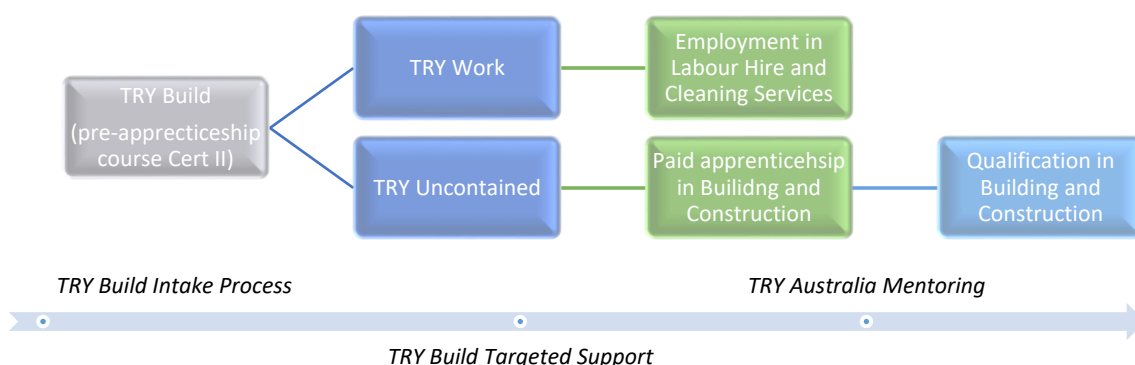 TRY Build
(pre-apprenticeship
course Cert II)
TRY Work
Employment in
Labour Hire and
Cleaning Services
TRY Uncontained
Paid apprenticehsip
in Builidng and
Construction
Qualification in
Building and
Construction
TRY Build Intake Process
TRY Australia Mentoring
TRY Build Targeted Support